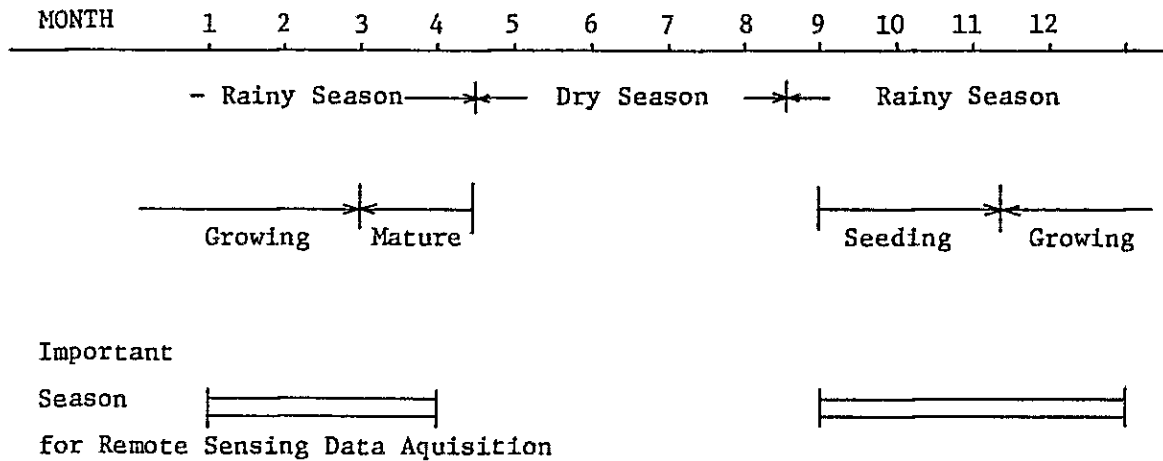 MONTH 1 2 3 4 5 6 7 8 9 10 11 12
Rainy Season Dry Season Rainy Season
Growing Mature Seeding Growing
Important
Season
for Remote Sensing Data Aquisition